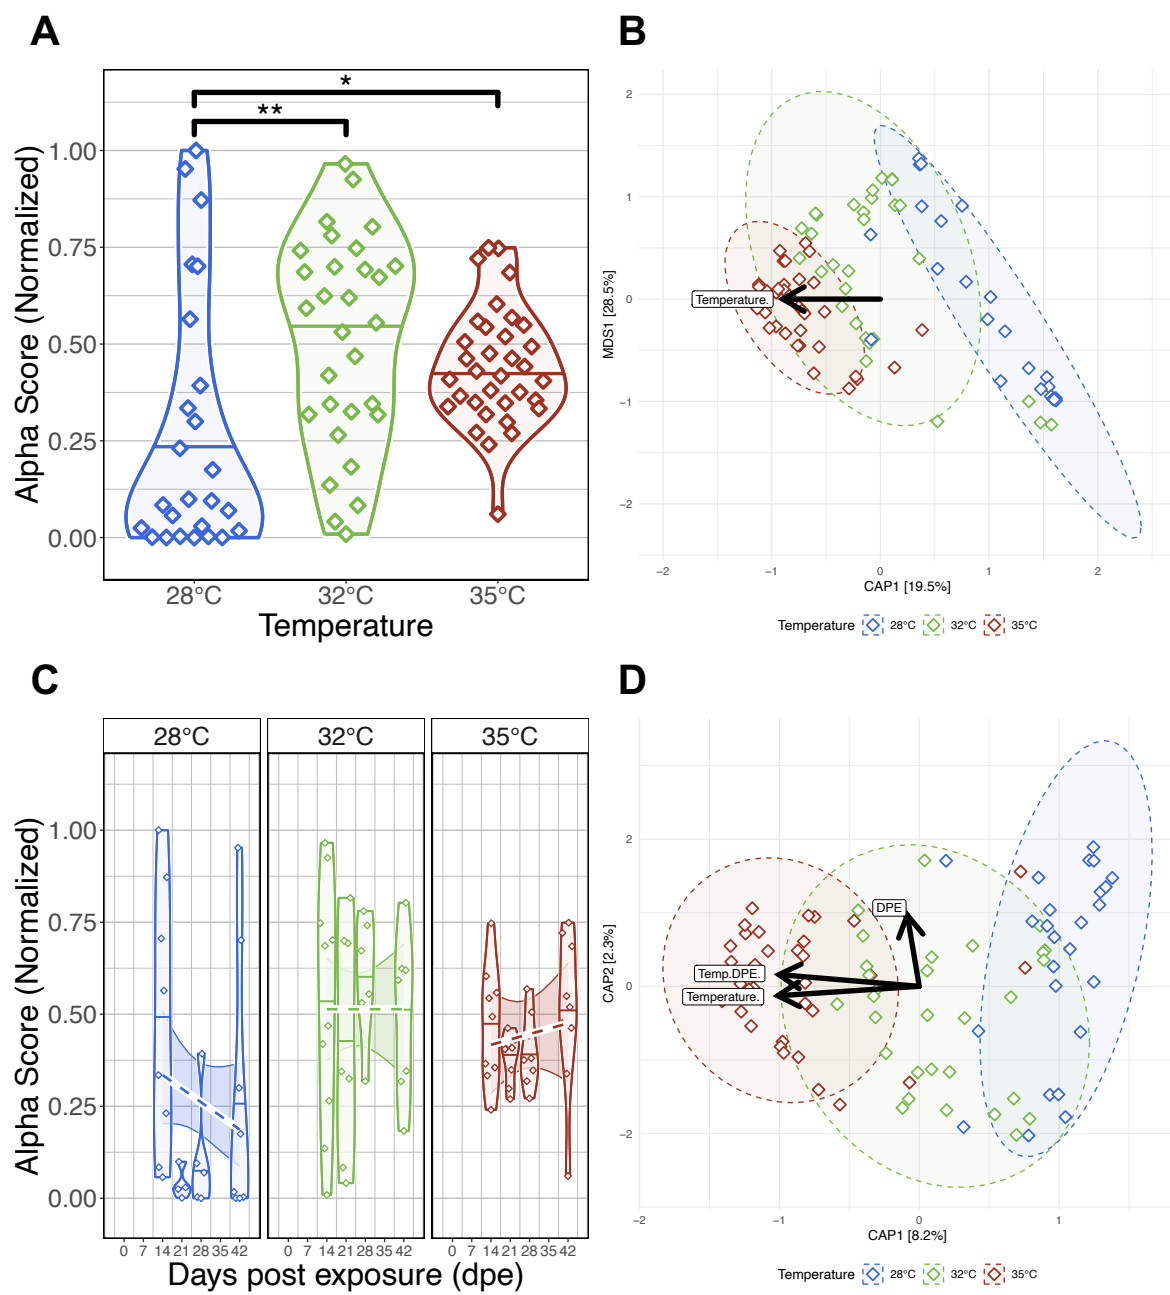 A
*
**
1.00
0.75
0.50
0.25
0.00
Alpha Score (Normalized)
28°C 32°C 35°C
Temperature
B
2
1
0
−1
−2
MDS1 [28.5%]
Temperature.
−2 −1 0 1 2
CAP1 [19.5%]
Temperature 28°C 32°C 35°C
C
28°C 32°C 35°C
1.00
0.75
0.50
0.25
0.00
Alpha Score (Normalized)
0 7 14 21 28 35 42 0 7 14 21 28 35 42 0 7 14 21 28 35 42
Days post exposure (dpe)
D
2
0
−2
CAP2 [2.3%]
DPE
Temp.DPE.
Temperature.
−2 −1 0 1
CAP1 [8.2%]
Temperature 28°C 32°C 35°C